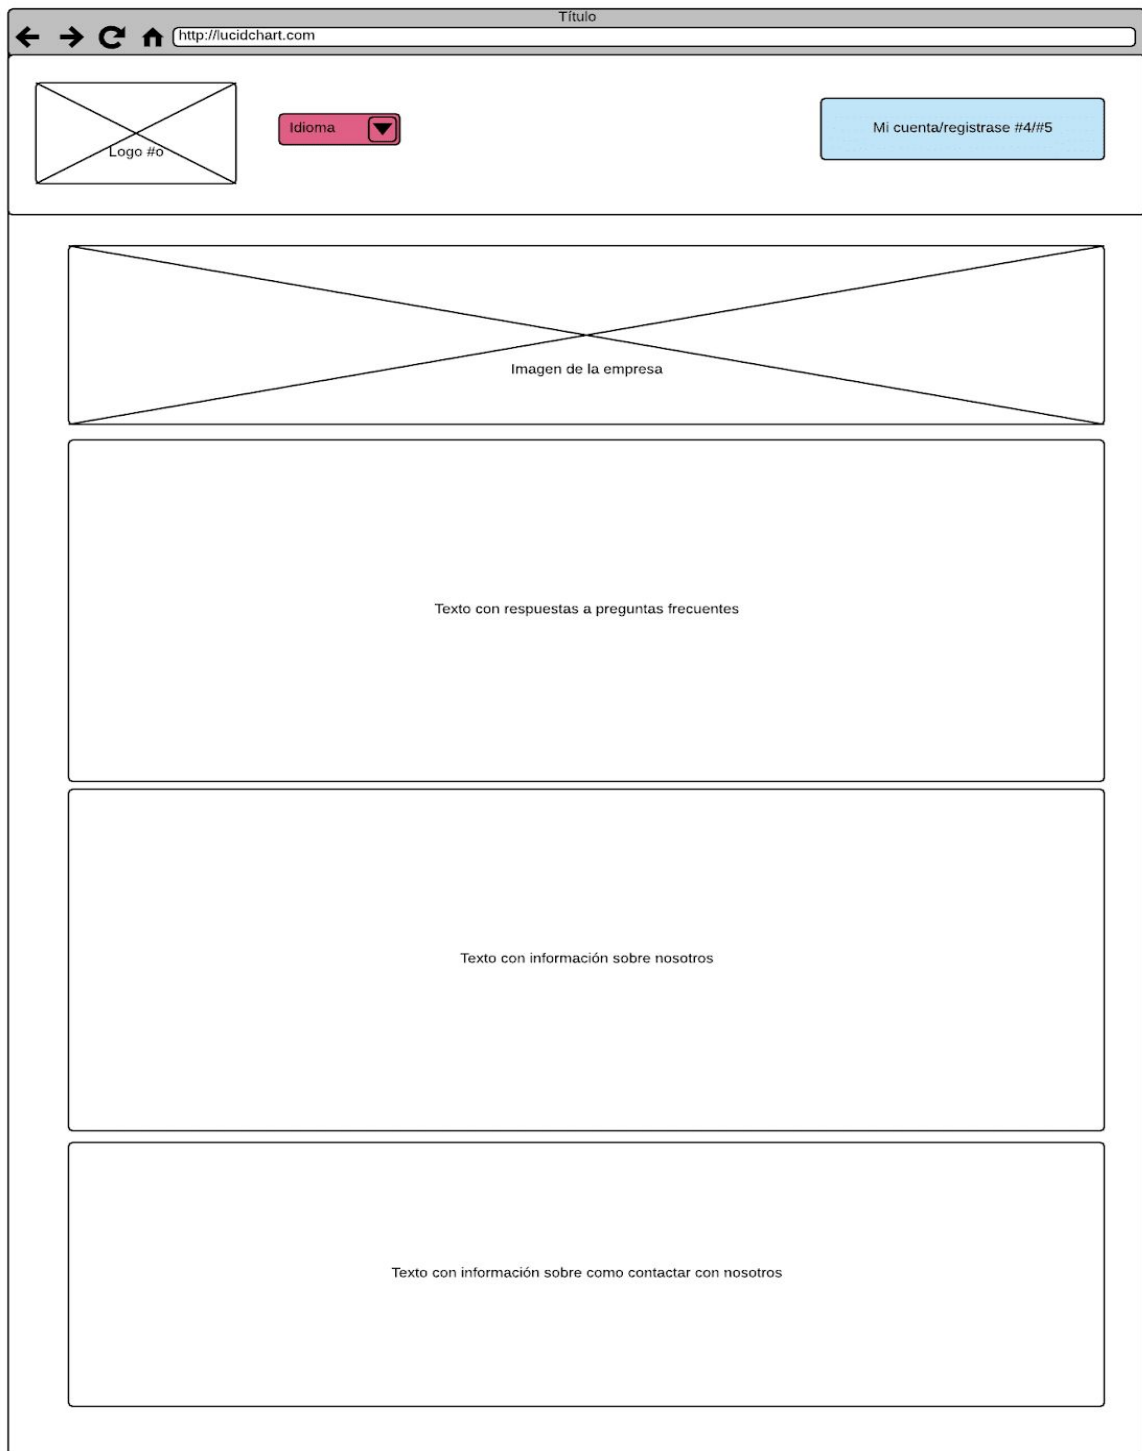 Título
http://lucidchart.com
Logo #o
Idioma
Mi cuenta/registrase #4/#5
Imagen de la empresa
Texto con respuestas a preguntas frecuentes
Texto con información sobre nosotros
Texto con información sobre como contactar con nosotros